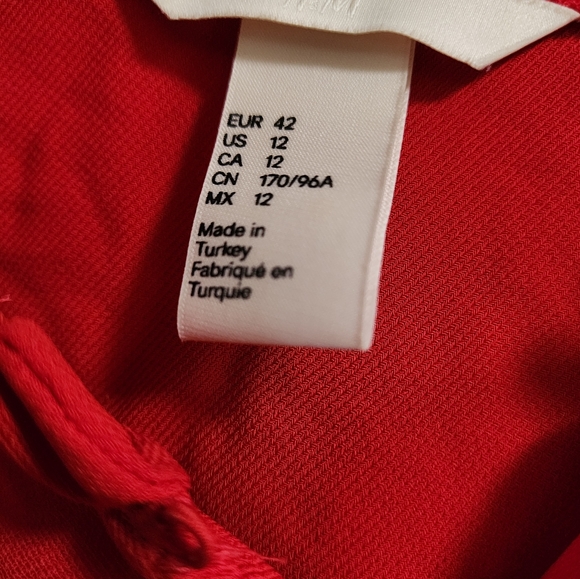 EUR 42
US 12
CA 12
CN 170/96A
MX 12
Made in
Turkey
Fabriqué en
Turquie